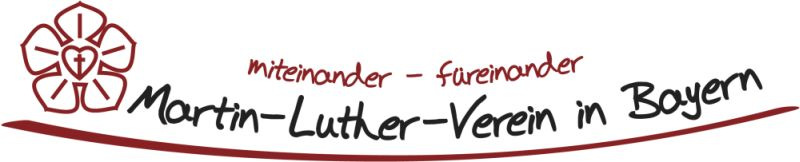 miteinander - füreinander
Martin-Luther-Verein in Bayern